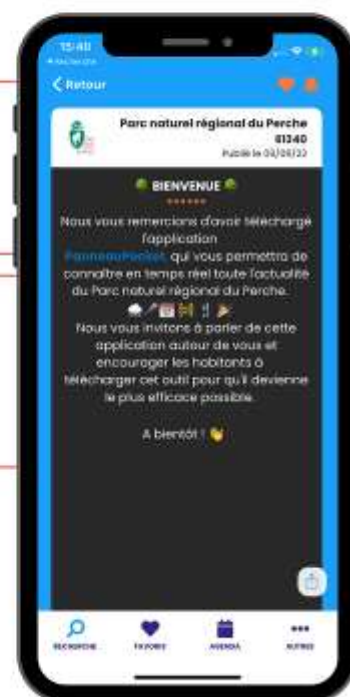 15:40
Retour
Parc naturel régional du Perche
61340
Publié le 09/09/22
BIENVENUE
Nous vous remercions d'avoir téléchargé
l'application
PanneauPocket, qui vous permettra de
connaître en temps réel toute l'actualité
du Parc naturel régional du Perche.
Nous vous invitons à parler de cette
application autour de vous et
encourager les habitants à
télécharger cet outil pour qu'il devienne
le plus efficace possible.
A bientôt !
RECHERCHE
FAVORIS
AGENDA
AUTRES